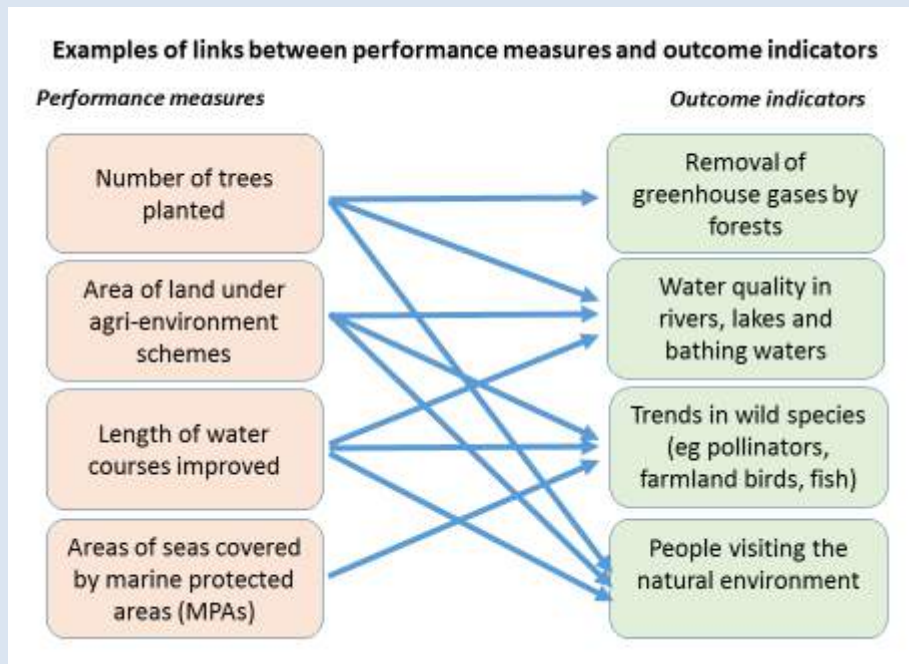 Examples of links between performance measures and outcome indicators
Performance measures
Outcome indicators
Number of trees
planted
Removal of
greenhouse gases by
forests
Area of land under
agri-environment
schemes
Water quality in
rivers, lakes and
bathing waters
Length of water
courses improved
Trends in wild species
(eg pollinators,
farmland birds, fish)
Areas of seas covered
by marine protected
areas (MPAs)
People visiting the
natural environment